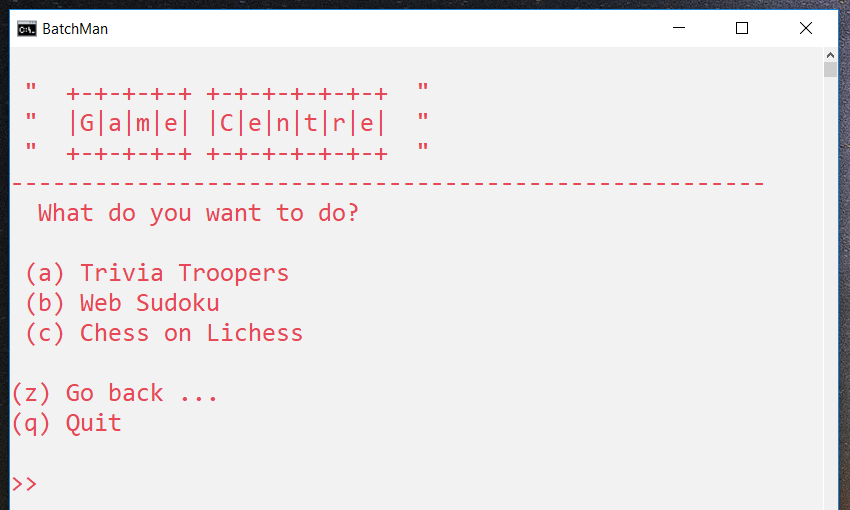 BatchMan
"  +-+-+-+-+ +-+-+-+-+-+-+  "
"  |G|a|m|e| |C|e|n|t|r|e|  "
"  +-+-+-+-+ +-+-+-+-+-+-+  "
------------------------------------------------------
What do you want to do?
(a) Trivia Troopers
(b) Web Sudoku
(c) Chess on Lichess
(z) Go back ...
(q) Quit
>>